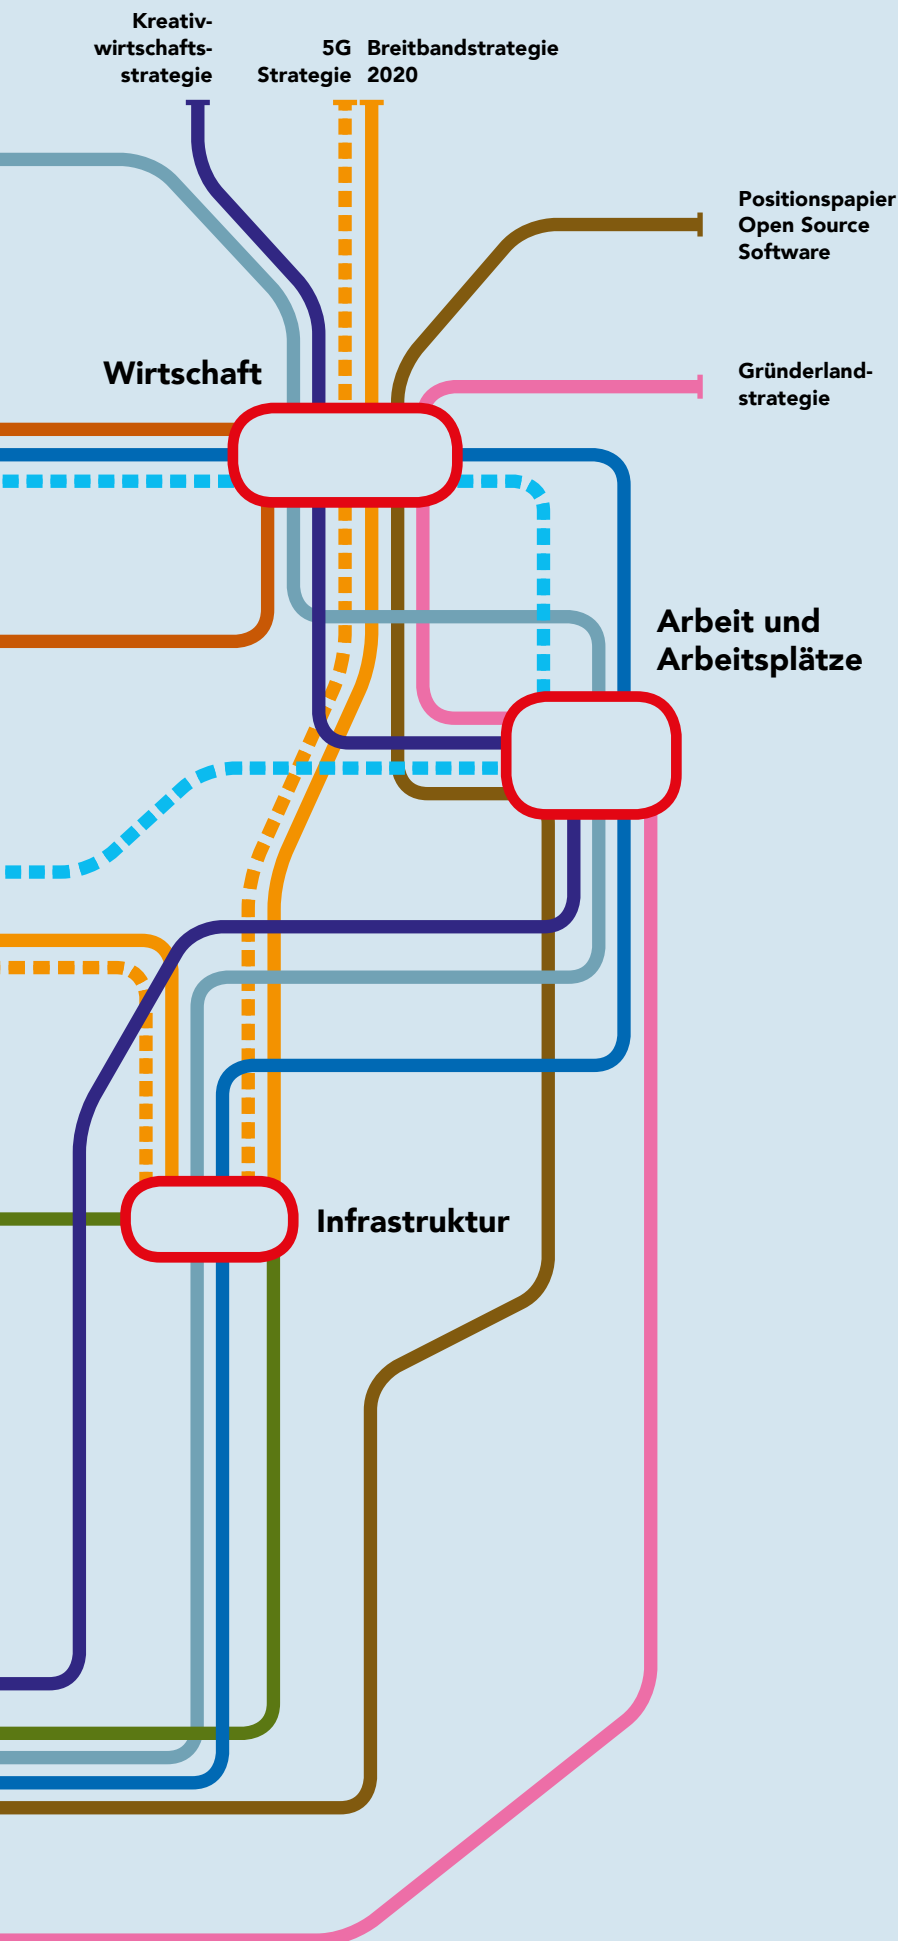 Kreativ-
wirtschafts-
strategie
5G
Strategie
Breitbandstrategie
2020
Positionspapier
Open Source
Software
Wirtschaft
Gründerland-
strategie
Arbeit und
Arbeitsplätze
Infrastruktur